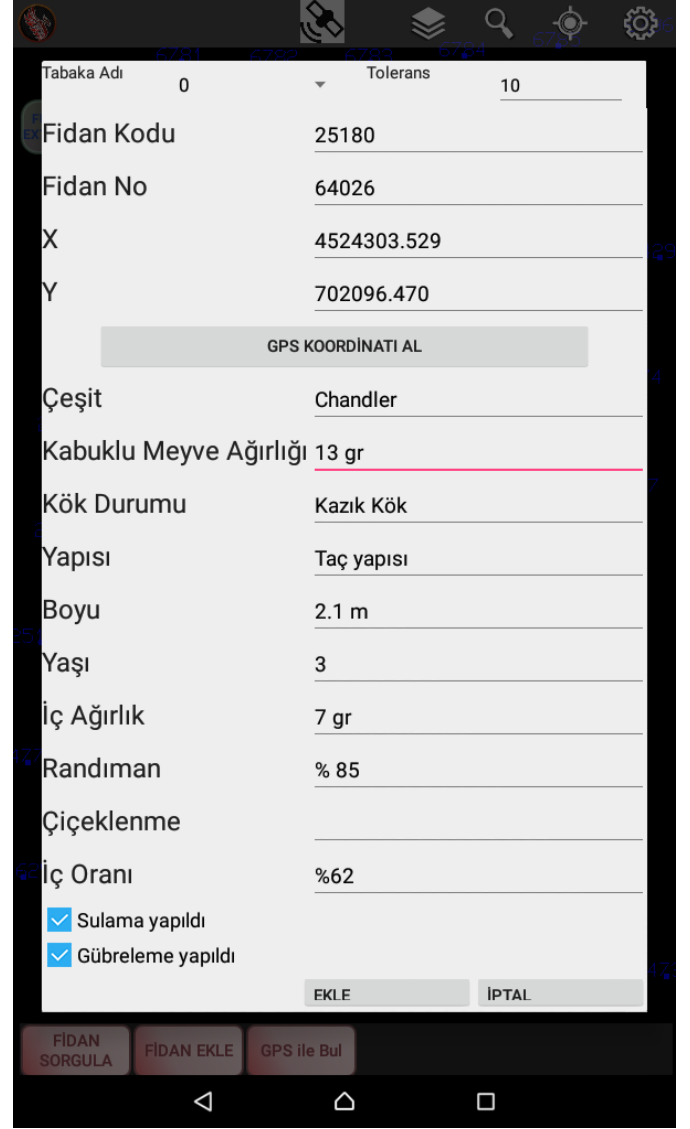 Tabaka Adı 0 Tolerans 10
Fidan Kodu 25180
Fidan No 64026
X 4524303.529
Y 702096.470
GPS KOORDİNATI AL
Çeşit Chandler
Kabuklu Meyve Ağırlığı 13 gr
Kök Durumu Kazık Kök
Yapısı Taç yapısı
Boyu 2.1 m
Yaşı 3
İç Ağırlık 7 gr
Randıman % 85
Çiçeklenme
İç Oranı %62
Sulama yapıldı
Gübreleme yapıldı
EKLE İPTAL
FİDAN SORGULA
FİDAN EKLE
GPS ile Bul